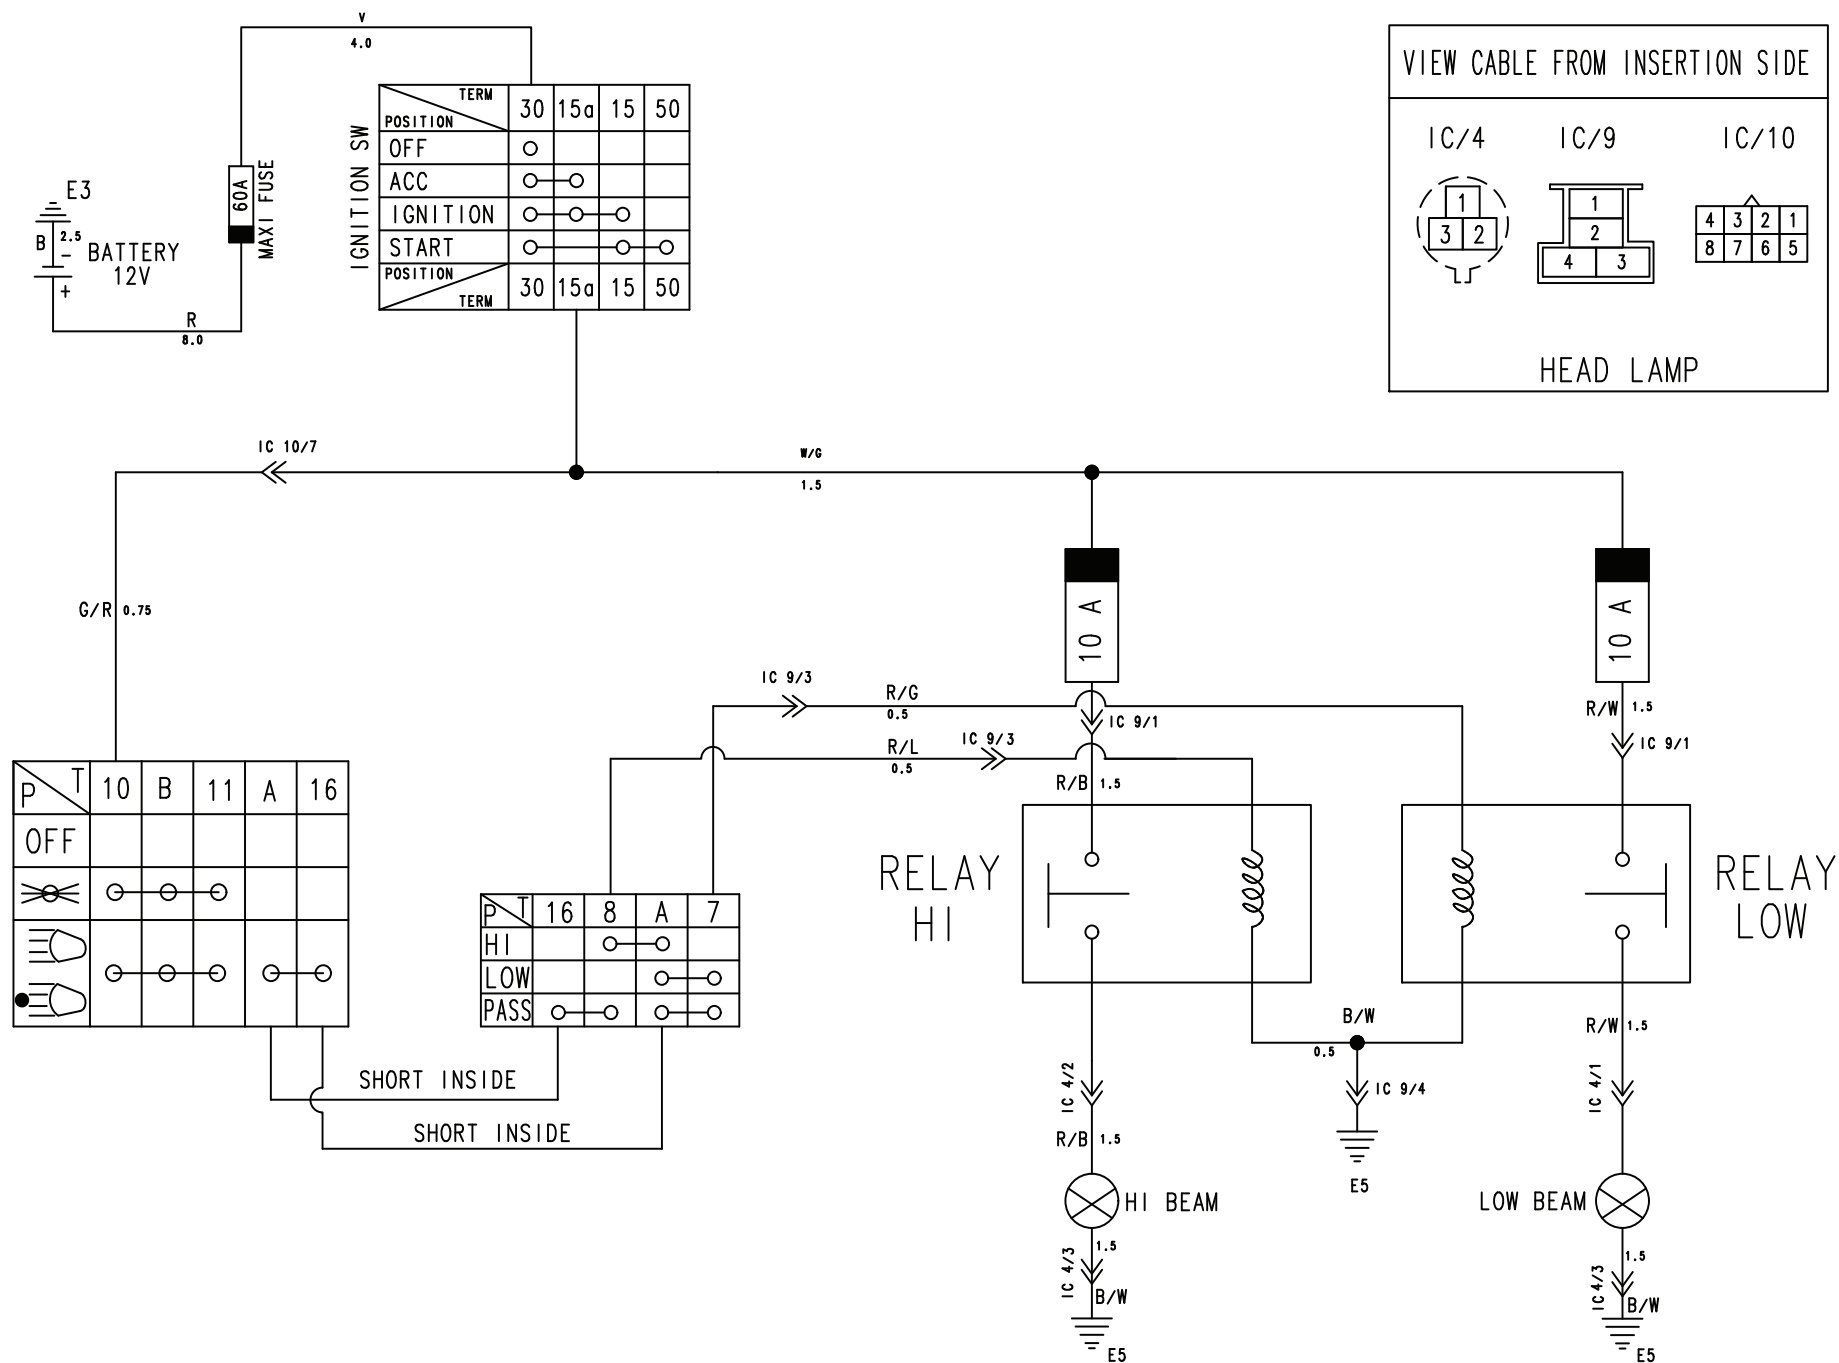 V
4.0
VIEW CABLE FROM INSERTION SIDE
IC/4
IC/9
IC/10
1
3 2
1
2
4 3
4 3 2 1
8 7 6 5
HEAD LAMP
IGNITION SW
TERM
POSITION
30 15a 15 50
OFF
ACC
IGNITION
START
POSITION
TERM
30 15a 15 50
60A
MAXI FUSE
E3
B 2.5
-
BATTERY
12V
+
R
8.0
IC 10/7
W/G
1.5
G/R 0.75
10 A
10 A
IC 9/3
R/G
0.5
IC 9/1
R/W 1.5
IC 9/1
R/L
0.5
IC 9/3
R/B 1.5
P T 10 B 11 A 16
OFF
P T 16 8 A 7
HI
LOW
PASS
RELAY
HI
RELAY
LOW
SHORT INSIDE
SHORT INSIDE
B/W
0.5
IC 9/4
E5
R/W 1.5
IC 4/2
IC 4/1
R/B 1.5
HI BEAM
LOW BEAM
1.5
IC 4/3
B/W
E5
1.5
IC 4/3
B/W
E5